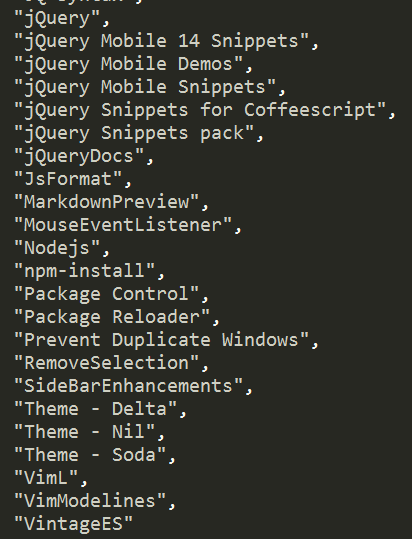 "jQuery",
"jQuery Mobile 14 Snippets",
"jQuery Mobile Demos",
"jQuery Mobile Snippets",
"jQuery Snippets for Coffeescript",
"jQuery Snippets pack",
"jQueryDocs",
"JsFormat",
"MarkdownPreview",
"MouseEventListener",
"Nodejs",
"npm-install",
"Package Control",
"Package Reloader",
"Prevent Duplicate Windows",
"RemoveSelection",
"SideBarEnhancements",
"Theme - Delta",
"Theme - Nil",
"Theme - Soda",
"VimL",
"VimModelines",
"VintageES"